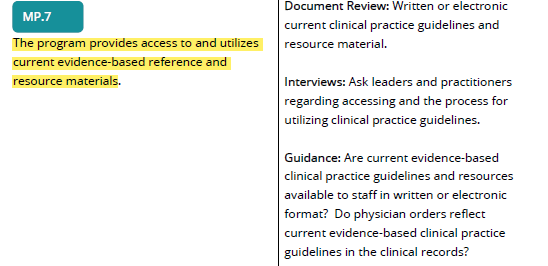 MP.7
The program provides access to and utilizes
current evidence-based reference and
resource materials.
Document Review: Written or electronic
current clinical practice guidelines and
resource material.
Interviews: Ask leaders and practitioners
regarding accessing and the process for
utilizing clinical practice guidelines.
Guidance: Are current evidence-based
clinical practice guidelines and resources
available to staff in written or electronic
format? Do physician orders reflect
current evidence-based clinical practice
guidelines in the clinical records?